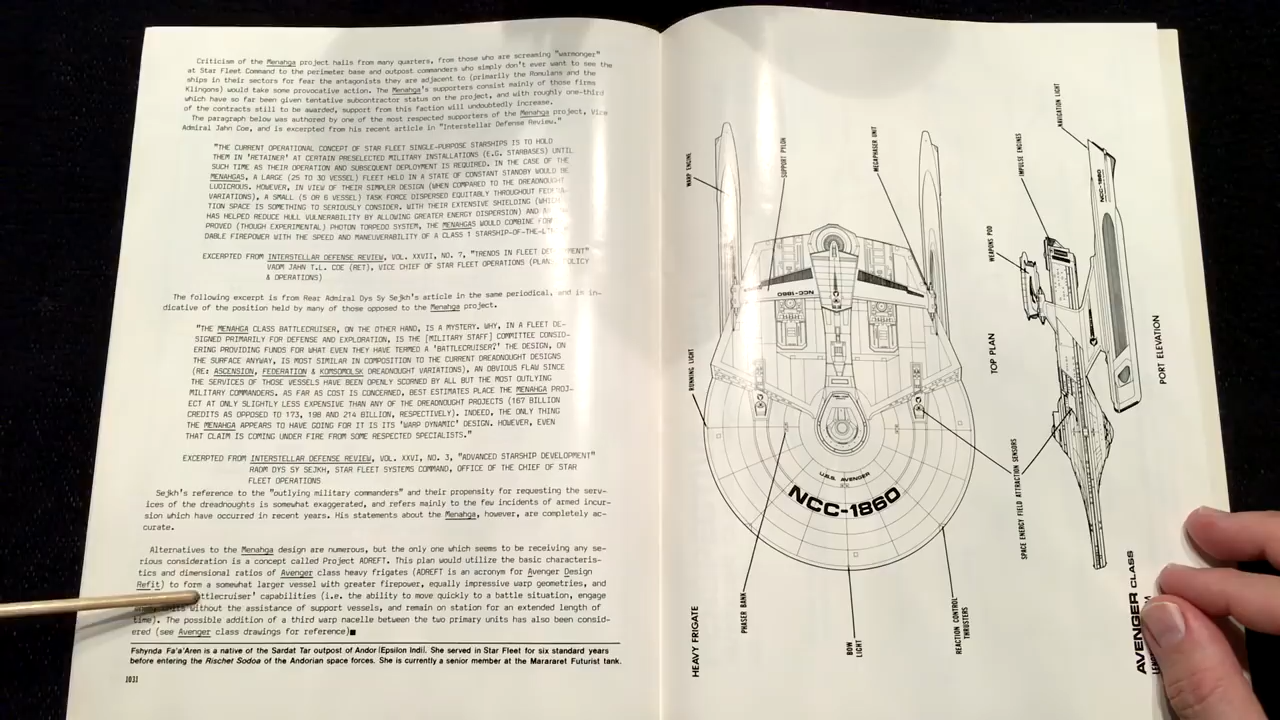 Criticism of the Menahga project hails from many quarters, from those who are screaming "warmonger"
at Star Fleet Command to the perimeter base and outpost commanders who simply don't ever want to see the
ships in their sectors for fear the antagonists they are adjacent to (primarily the Romulans and the
Klingons) would take some provocative action. The Menahga's supporters consist mainly of those firms
which have so far been given tentative subcontractor status on the project, and with roughly one-third
of the contracts still to be awarded, support from this faction will undoubtedly increase.
The paragraph below was authored by one of the most respected supporters of the Menahga project, Vice
Admiral Jahn Coe, and is excerpted from his recent article in "Interstellar Defense Review."
"THE CURRENT OPERATIONAL CONCEPT OF STAR FLEET SINGLE-PURPOSE STARSHIPS IS TO HOLD
THEM IN 'RETAINER' AT CERTAIN PRESELECTED MILITARY INSTALLATIONS (E.G. STARBASES) UNTIL
SUCH TIME AS THEIR OPERATION AND SUBSEQUENT DEPLOYMENT IS REQUIRED. IN THE CASE OF THE
MENAHGAS, A LARGE (25 TO 30 VESSEL) FLEET HELD IN A STATE OF CONSTANT STANDBY WOULD BE
LUDICROUS. HOWEVER, IN VIEW OF THEIR SIMPLER DESIGN (WHEN COMPARED TO THE DREADNOUGHT
VARIATIONS), A SMALL (5 OR 6 VESSEL) TASK FORCE DISPERSED EQUITABLY THROUGHOUT FEDERA-
TION SPACE IS SOMETHING TO SERIOUSLY CONSIDER. WITH THEIR EXTENSIVE SHIELDING (WHICH
HAS HELPED REDUCE HULL VULNERABILITY BY ALLOWING GREATER ENERGY DISPERSION) AND
PROVED (THOUGH EXPERIMENTAL) PHOTON TORPEDO SYSTEM, THE MENAHGAS WOULD COMBINE
DABLE FIREPOWER WITH THE SPEED AND MANEUVERABILITY OF A CLASS I STARSHIP-OF-THE-
EXCERPTED FROM INTERSTELLAR DEFENSE REVIEW, VOL. XXVII, NO. 7, "TRENDS IN FLEET DEPLOYMENT"
VADM JAHN T.L. COE (RET), VICE CHIEF OF STAR FLEET OPERATIONS (PLANS, POLICY
& OPERATIONS)
The following excerpt is from Rear Admiral Dys Sy Sejkh's article in the same periodical, and is in-
dicative of the position held by many of those opposed to the Menahga project.
"THE MENAHGA CLASS BATTLECRUISER, ON THE OTHER HAND, IS A MYSTERY. WHY, IN A FLEET DE-
SIGNED PRIMARILY FOR DEFENSE AND EXPLORATION, IS THE [MILITARY STAFF] COMMITTEE CONSID-
ERING PROVIDING FUNDS FOR WHAT EVEN THEY HAVE TERMED A 'BATTLECRUISER?' THE DESIGN, ON
THE SURFACE ANYWAY, IS MOST SIMILAR IN COMPOSITION TO THE CURRENT DREADNOUGHT DESIGNS
(RE: ASCENSION, FEDERATION & KOMSOMOLSK DREADNOUGHT VARIATIONS), AN OBVIOUS FLAW SINCE
THE SERVICES OF THOSE VESSELS HAVE BEEN OPENLY SCORNED BY ALL BUT THE MOST OUTLYING
MILITARY COMMANDERS. AS FAR AS COST IS CONCERNED, BEST ESTIMATES PLACE THE MENAHGA PROJ-
ECT AT ONLY SLIGHTLY LESS EXPENSIVE THAN ANY OF THE DREADNOUGHT PROJECTS (167 BILLION
CREDITS AS OPPOSED TO 173, 198 AND 214 BILLION, RESPECTIVELY). INDEED, THE ONLY THING
THE MENAHGA APPEARS TO HAVE GOING FOR IT IS ITS 'WARP DYNAMIC' DESIGN. HOWEVER, EVEN
THAT CLAIM IS COMING UNDER FIRE FROM SOME RESPECTED SPECIALISTS."
EXCERPTED FROM INTERSTELLAR DEFENSE REVIEW, VOL. XXVI, NO. 3, "ADVANCED STARSHIP DEVELOPMENT"
RADM DYS SY SEJKH, STAR FLEET SYSTEMS COMMAND, OFFICE OF THE CHIEF OF STAR
FLEET OPERATIONS
Sejkh's reference to the "outlying military commanders" and their propensity for requesting the serv-
ices of the dreadnoughts is somewhat exaggerated, and refers mainly to the few incidents of armed incur-
sion which have occurred in recent years. His statements about the Menahga, however, are completely ac-
curate.
Alternatives to the Menahga design are numerous, but the only one which seems to be receiving any se-
rious consideration is a concept called Project ADREFT. This plan would utilize the basic characteris-
tics and dimensional ratios of Avenger class heavy frigates (ADREFT is an acronym for Avenger Design
Refit) to form a somewhat larger vessel with greater firepower, equally impressive warp geometries, and
ttlecruiser' capabilities (i.e. the ability to move quickly to a battle situation, engage
units without the assistance of support vessels, and remain on station for an extended length of
time). The possible addition of a third warp nacelle between the two primary units has also been consid-
ered (see Avenger class drawings for reference)■
Fshynda Fa'a'Aren is a native of the Sardat Tar outpost of Andor (Epsilon Indi). She served in Star Fleet for six standard years
before entering the Rischet Sodoa of the Andorian space forces. She is currently a senior member at the Marararet Futurist tank.
1031
HEAVY FRIGATE
AVENGER CLASS
WARP ENGINE
SUPPORT PYLON
MEGAPHASER UNIT
RUNNING LIGHT
PHASER BANK
BOW
LIGHT
REACTION CONTROL
THRUSTERS
SPACE ENERGY FIELD ATTRACTION SENSORS
TOP PLAN
WEAPONS POD
IMPULSE ENGINES
NAVIGATION LIGHT
PORT ELEVATION
NCC-1860
U.S.S. AVENGER
NCC-1860
NCC-1860